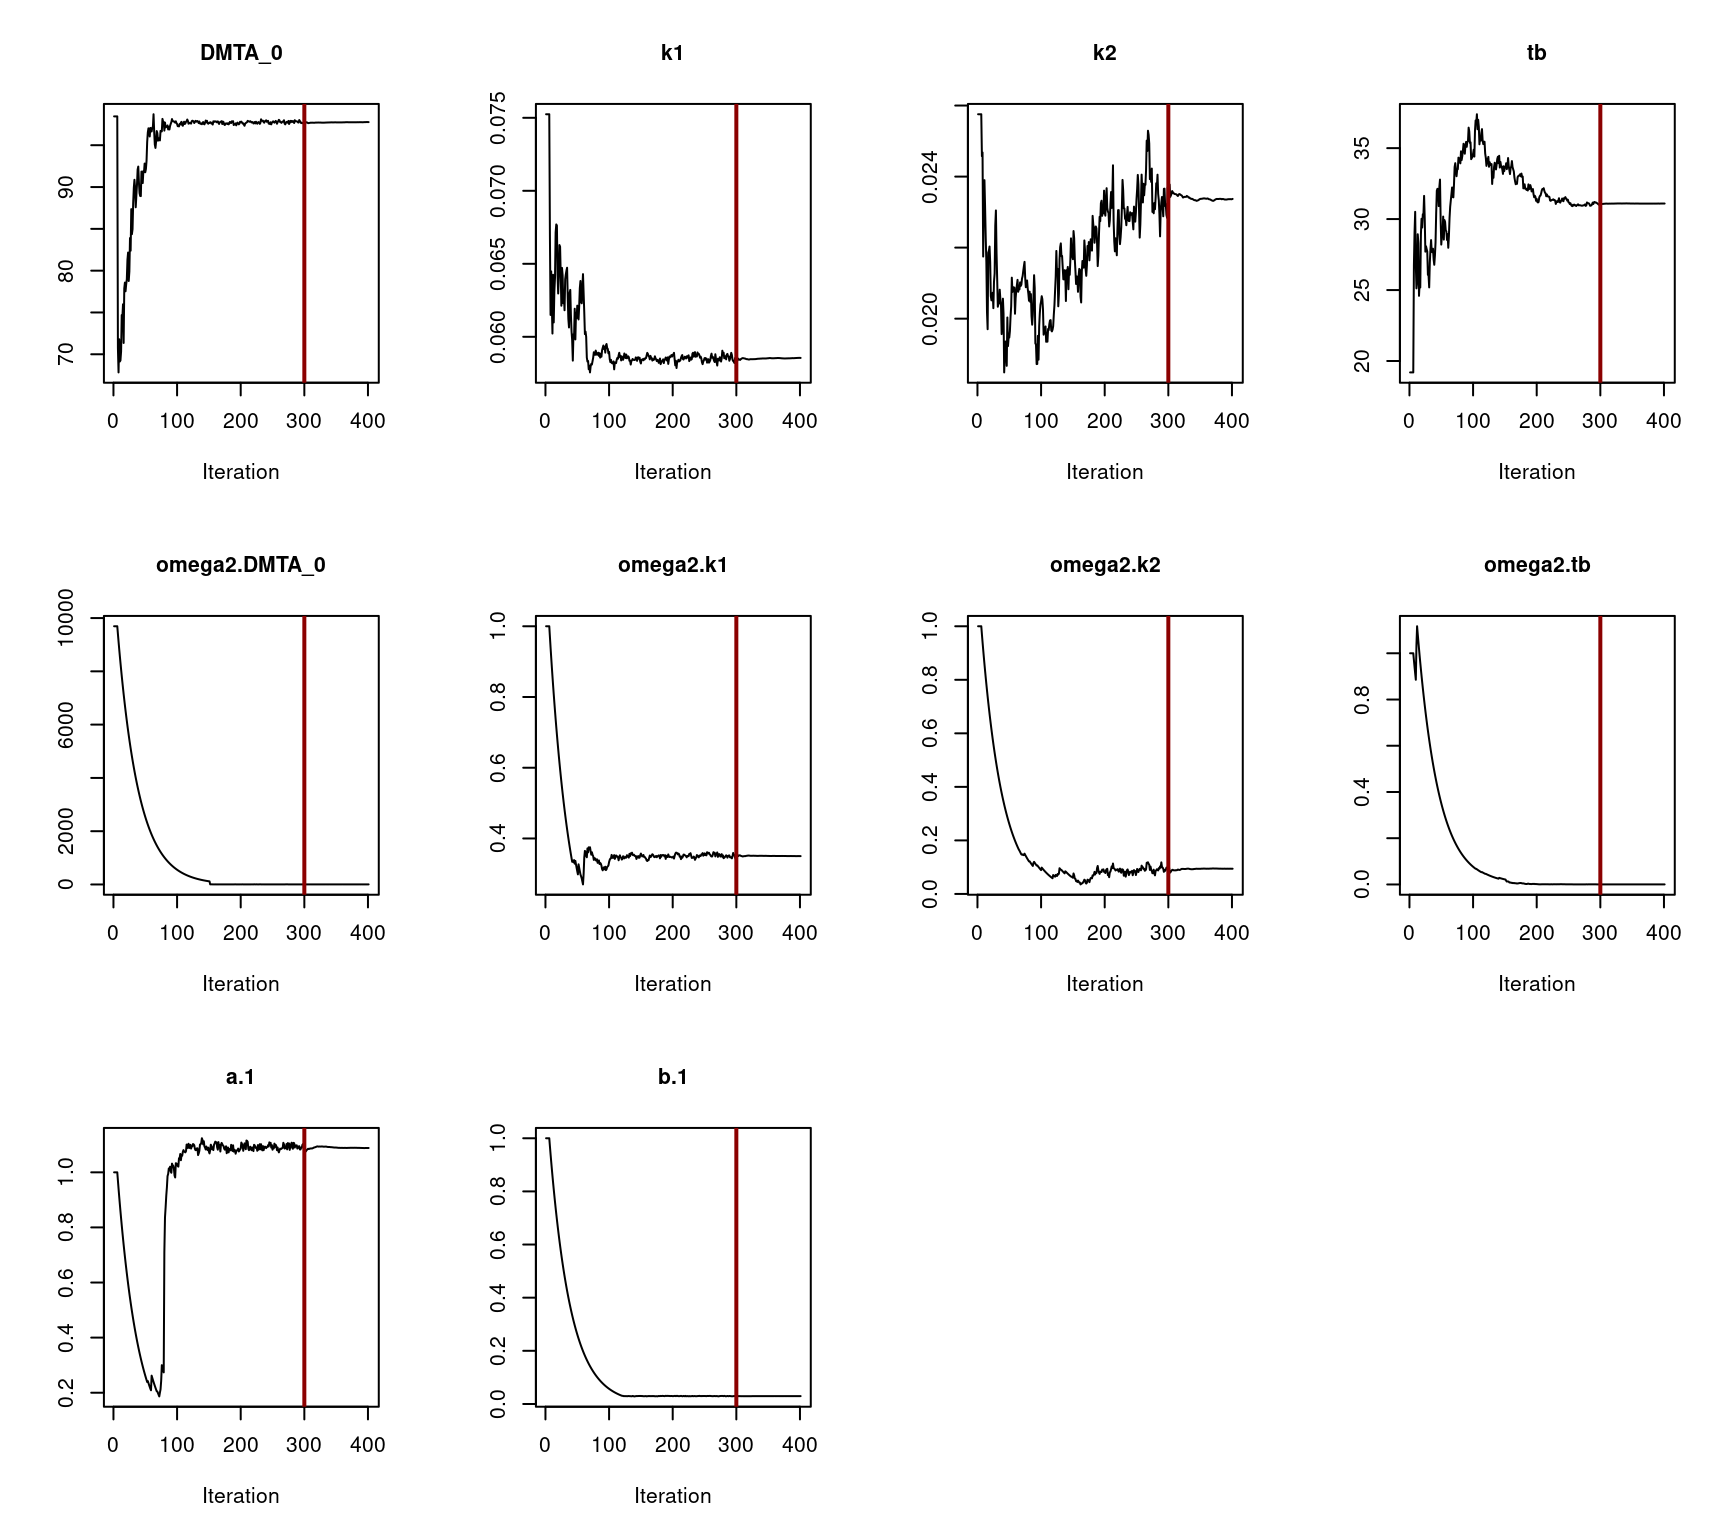 DMTA_0 k1 k2 tb
70 80 90
0.060 0.065 0.070 0.075
0.020 0.024
20 25 30 35
0 100 200 300 400 0 100 200 300 400 0 100 200 300 400 0 100 200 300 400
Iteration Iteration Iteration Iteration
omega2.DMTA_0 omega2.k1 omega2.k2 omega2.tb
0 2000 6000 10000
0.4 0.6 0.8 1.0
0.0 0.2 0.4 0.6 0.8 1.0
0.0 0.4 0.8
0 100 200 300 400 0 100 200 300 400 0 100 200 300 400 0 100 200 300 400
Iteration Iteration Iteration Iteration
a.1 b.1
0.2 0.4 0.6 0.8 1.0
0.0 0.2 0.4 0.6 0.8 1.0
0 100 200 300 400 0 100 200 300 400
Iteration Iteration